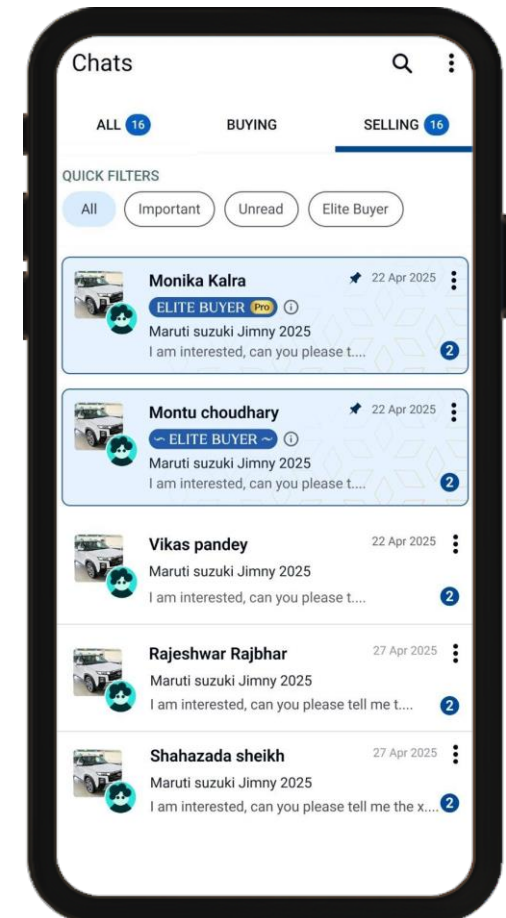 Chats
ALL 16 BUYING SELLING 16
QUICK FILTERS
All Important Unread Elite Buyer
Monika Kalra 22 Apr 2025
ELITE BUYER Pro
Maruti suzuki Jimny 2025
I am interested, can you please t.... 2
Montu choudhary 22 Apr 2025
ELITE BUYER
Maruti suzuki Jimny 2025
I am interested, can you please t.... 2
Vikas pandey 22 Apr 2025
Maruti suzuki Jimny 2025
I am interested, can you please t.... 2
Rajeshwar Rajbhar 27 Apr 2025
Maruti suzuki Jimny 2025
I am interested, can you please tell me t.... 2
Shahazada sheikh 27 Apr 2025
Maruti suzuki Jimny 2025
I am interested, can you please tell me the x.... 2